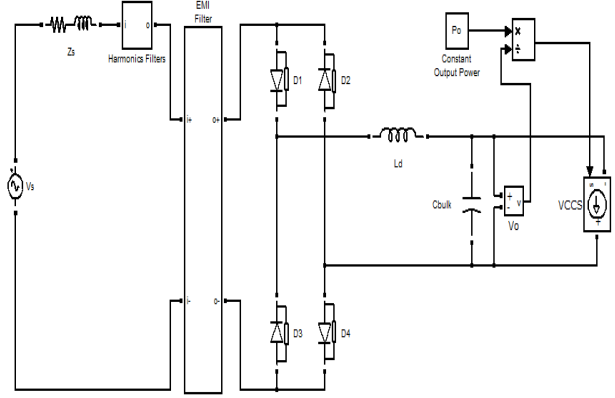 EMI
Filter
Zs
i
o
Harmonics Filters
Po
Constant
Output Power
×
÷
D1
D2
i+
o+
Ld
Vs
Cbulk
+
-
v
Vo
VCCS
+
i-
o-
D3
D4